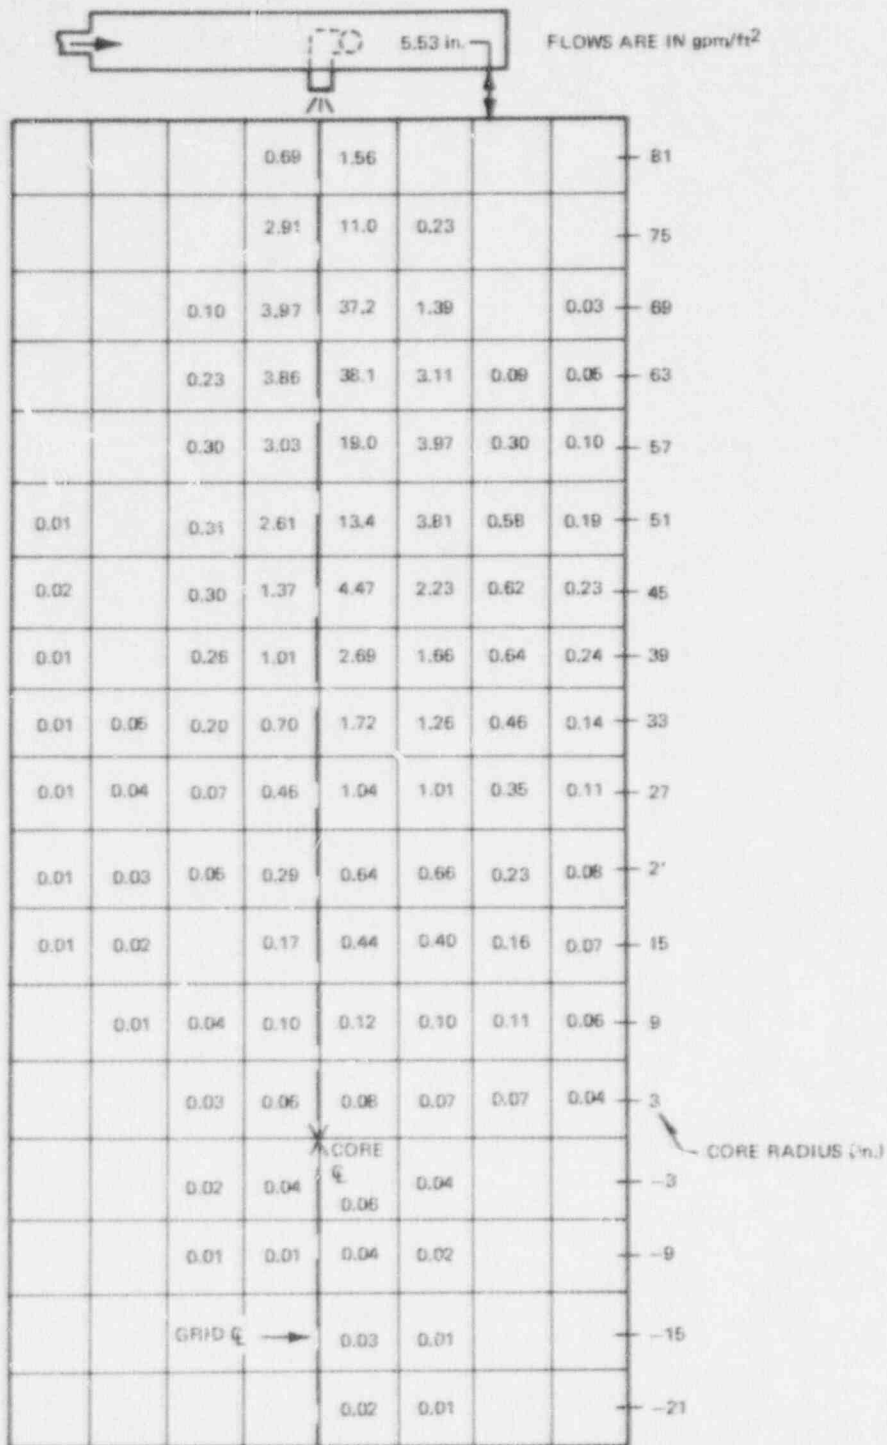 5.53 in. FLOWS ARE IN gpm/ft²
0.69 1.56 81
2.91 11.0 0.23 75
0.10 3.97 37.2 1.39 0.03 69
0.23 3.86 38.1 3.11 0.09 0.05 63
0.30 3.03 19.0 3.97 0.30 0.10 57
0.01 0.31 2.61 13.4 3.81 0.58 0.19 51
0.02 0.30 1.37 4.47 2.23 0.62 0.23 45
0.01 0.26 1.01 2.69 1.66 0.64 0.24 39
0.01 0.05 0.20 0.70 1.72 1.26 0.46 0.14 33
0.01 0.04 0.07 0.46 1.04 1.01 0.35 0.11 27
0.01 0.03 0.06 0.29 0.64 0.66 0.23 0.08 2'
0.01 0.02 0.17 0.44 0.40 0.16 0.07 15
0.01 0.04 0.10 0.12 0.10 0.11 0.06 9
0.03 0.06 0.08 0.07 0.07 0.04 3
CORE RADIUS (in.)
CORE
℄
0.02 0.04 0.06 0.04 -3
0.01 0.01 0.04 0.02 -9
GRID ℄ 0.03 0.01 -15
0.02 0.01 -21